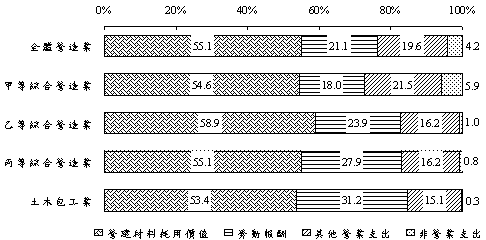 0% 20% 40% 60% 80% 100%
全體營造業 55.1 21.1 19.6 4.2
甲等綜合營造業 54.6 18.0 21.5 5.9
乙等綜合營造業 58.9 23.9 16.2 1.0
丙等綜合營造業 55.1 27.9 16.2 0.8
土木包工業 53.4 31.2 15.1 0.3
營建材料耗用價值 勞動報酬 其他營業支出 非營業支出